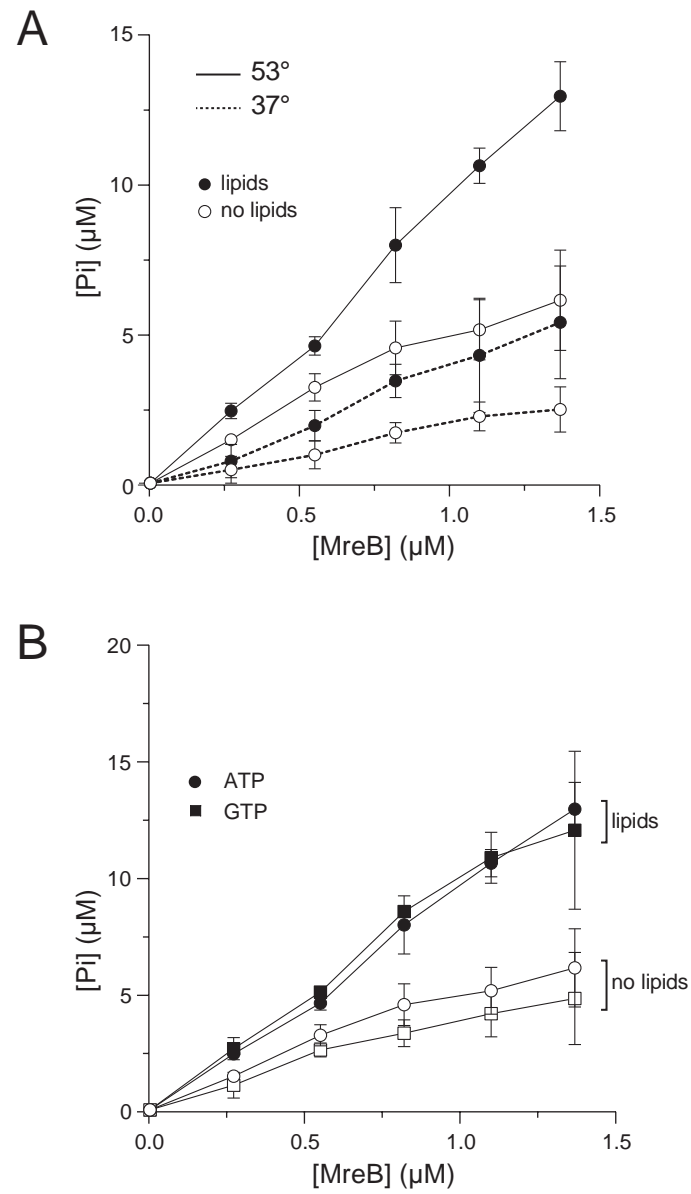 A
15
10
5
0
[Pi] (μM)
53°
37°
lipids
no lipids
0.0 0.5 1.0 1.5
[MreB] (μM)
B
20
15
10
5
0
[Pi] (μM)
ATP
GTP
lipids
no lipids
0.0 0.5 1.0 1.5
[MreB] (μM)